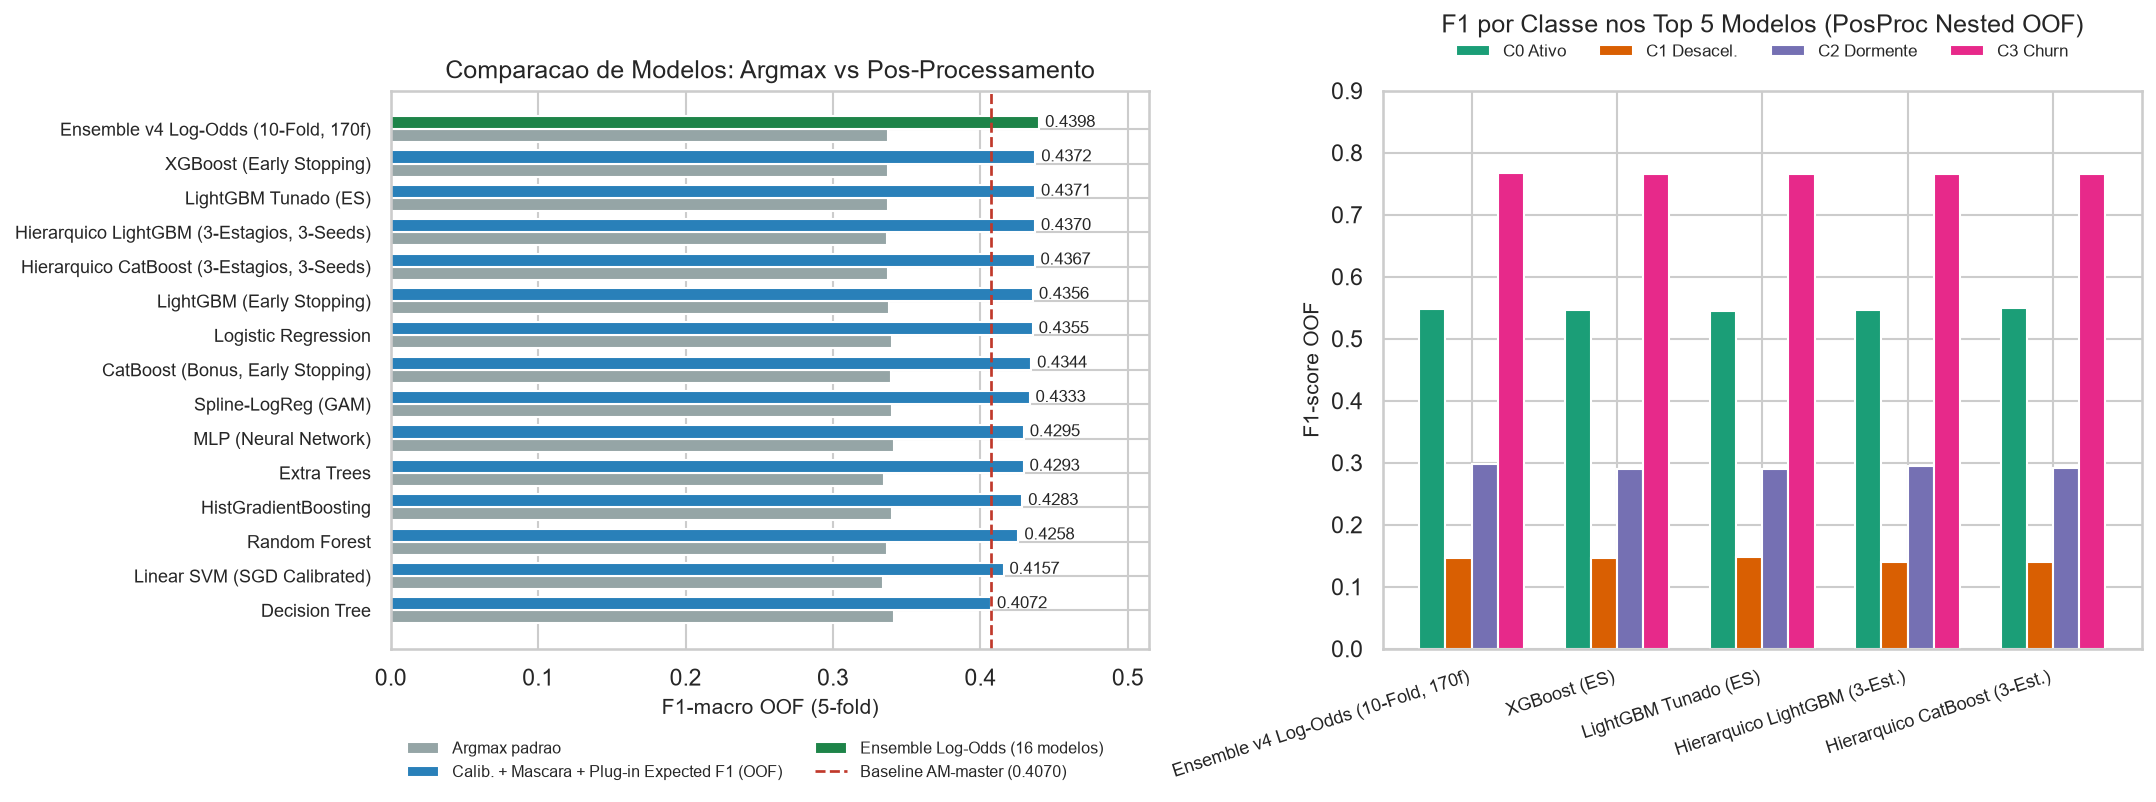 Comparacao de Modelos: Argmax vs Pos-Processamento
Ensemble v4 Log-Odds (10-Fold, 170f)
0.4398
XGBoost (Early Stopping)
0.4372
LightGBM Tunado (ES)
0.4371
Hierarquico LightGBM (3-Estagios, 3-Seeds)
0.4370
Hierarquico CatBoost (3-Estagios, 3-Seeds)
0.4367
LightGBM (Early Stopping)
0.4356
Logistic Regression
0.4355
CatBoost (Bonus, Early Stopping)
0.4344
Spline-LogReg (GAM)
0.4333
MLP (Neural Network)
0.4295
Extra Trees
0.4293
HistGradientBoosting
0.4283
Random Forest
0.4258
Linear SVM (SGD Calibrated)
0.4157
Decision Tree
0.4072
0.0 0.1 0.2 0.3 0.4 0.5
F1-macro OOF (5-fold)
Argmax padrao
Calib. + Mascara + Plug-in Expected F1 (OOF)
Ensemble Log-Odds (16 modelos)
Baseline AM-master (0.4070)
F1 por Classe nos Top 5 Modelos (PosProc Nested OOF)
C0 Ativo C1 Desacel. C2 Dormente C3 Churn
0.9
0.8
0.7
0.6
0.5
0.4
0.3
0.2
0.1
0.0
F1-score OOF
Ensemble v4 Log-Odds (10-Fold, 170f)
XGBoost (ES)
LightGBM Tunado (ES)
Hierarquico LightGBM (3-Est.)
Hierarquico CatBoost (3-Est.)